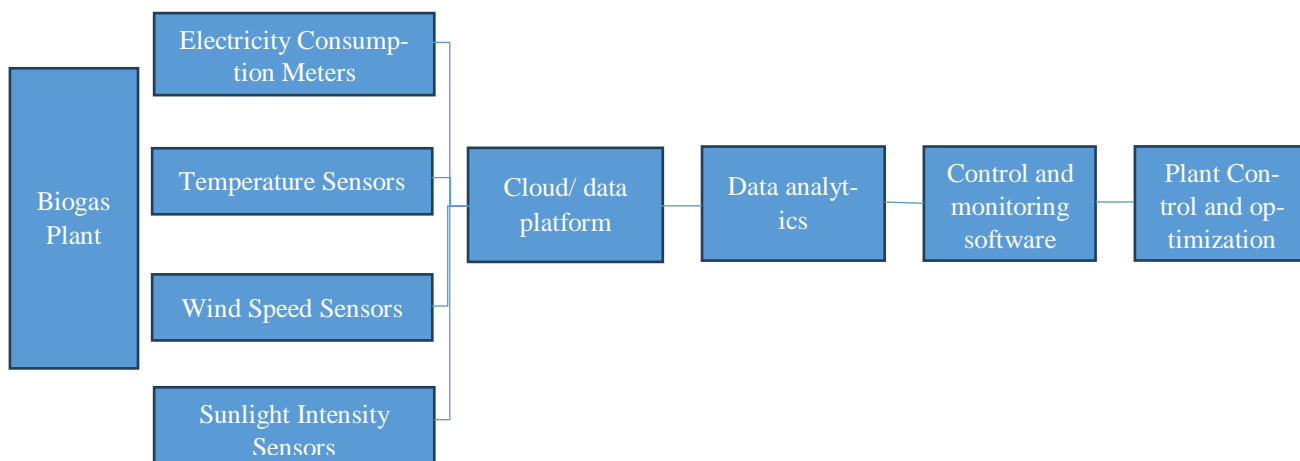 Biogas
Plant
Electricity Consump-
tion Meters
Temperature Sensors
Wind Speed Sensors
Sunlight Intensity
Sensors
Cloud/ data
platform
Data analyt-
ics
Control and
monitoring
software
Plant Con-
trol and op-
timization